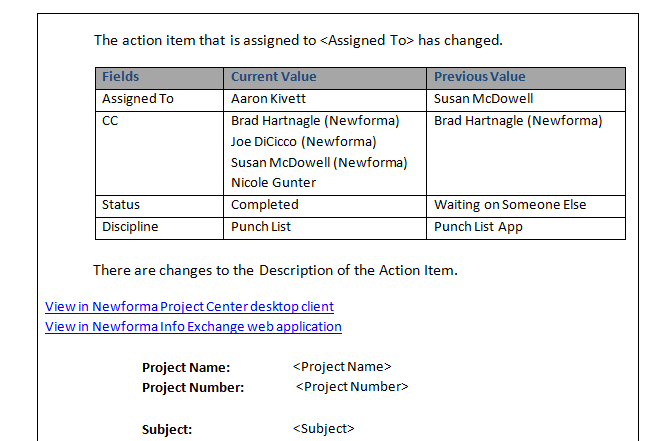 The action item that is assigned to <Assigned To> has changed.
Fields Current Value Previous Value
Assigned To Aaron Kivett Susan McDowell
CC Brad Hartnagle (Newforma) Brad Hartnagle (Newforma)
Joe DiCicco (Newforma)
Susan McDowell (Newforma)
Nicole Gunter
Status Completed Waiting on Someone Else
Discipline Punch List Punch List App
There are changes to the Description of the Action Item.
View in Newforma Project Center desktop client
View in Newforma Info Exchange web application
Project Name: <Project Name>
Project Number: <Project Number>
Subject: <Subject>